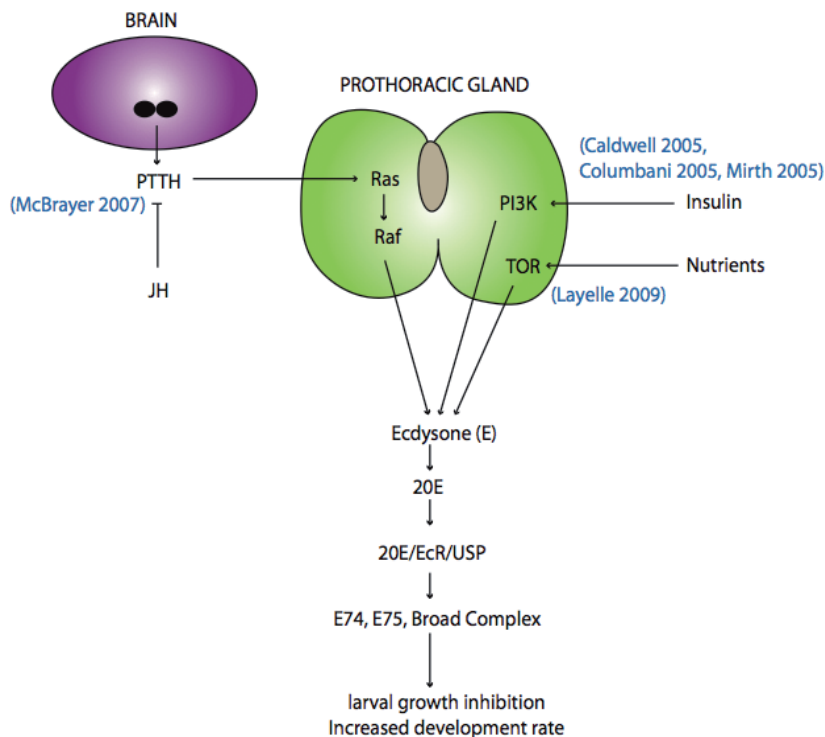 BRAIN
PROTHORACIC GLAND
(Caldwell 2005,
Columbani 2005, Mirth 2005)
PTTH
Ras
(McBrayer 2007)
PI3K
Insulin
Raf
TOR
Nutrients
JH
(Layelle 2009)
Ecdysone (E)
20E
20E/EcR/USP
E74, E75, Broad Complex
larval growth inhibition
Increased development rate